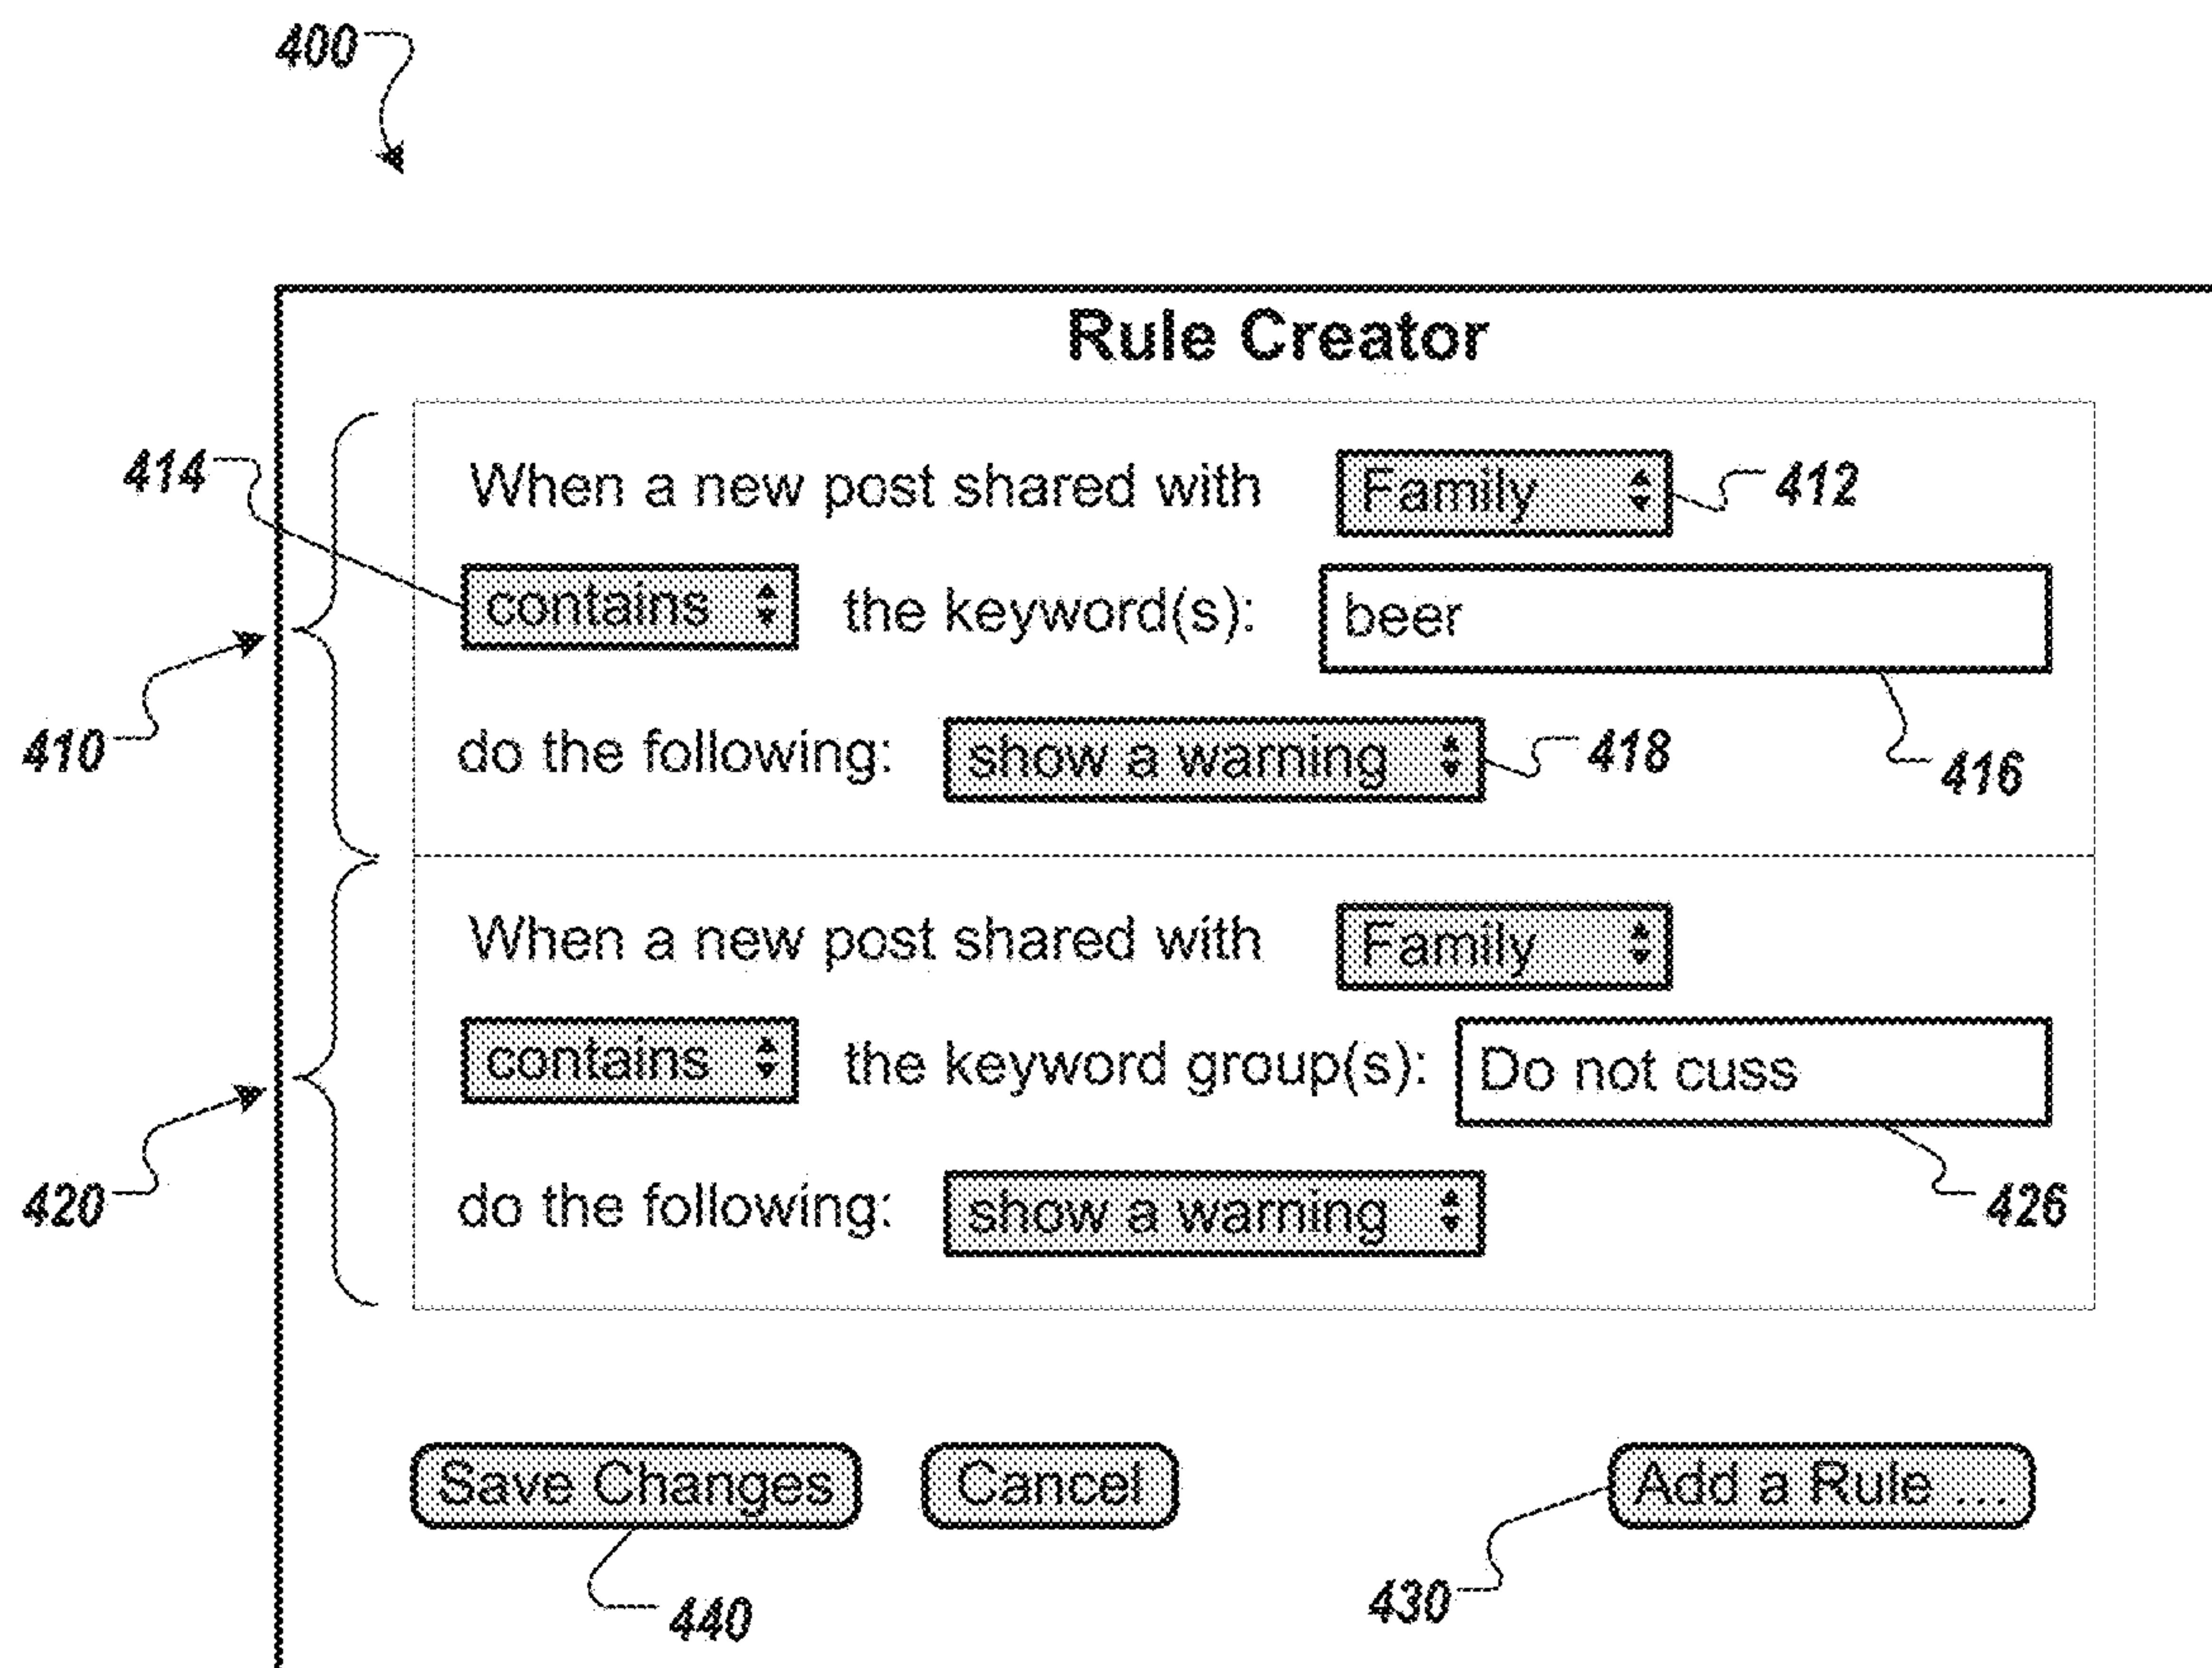 400
Rule Creator
414 When a new post shared with Family 412
contains the keyword(s): beer
410 do the following: show a warning 418 416
When a new post shared with Family
contains the keyword group(s): Do not cuss
420 do the following: show a warning 426
Save Changes Cancel Add a Rule ...
440 430